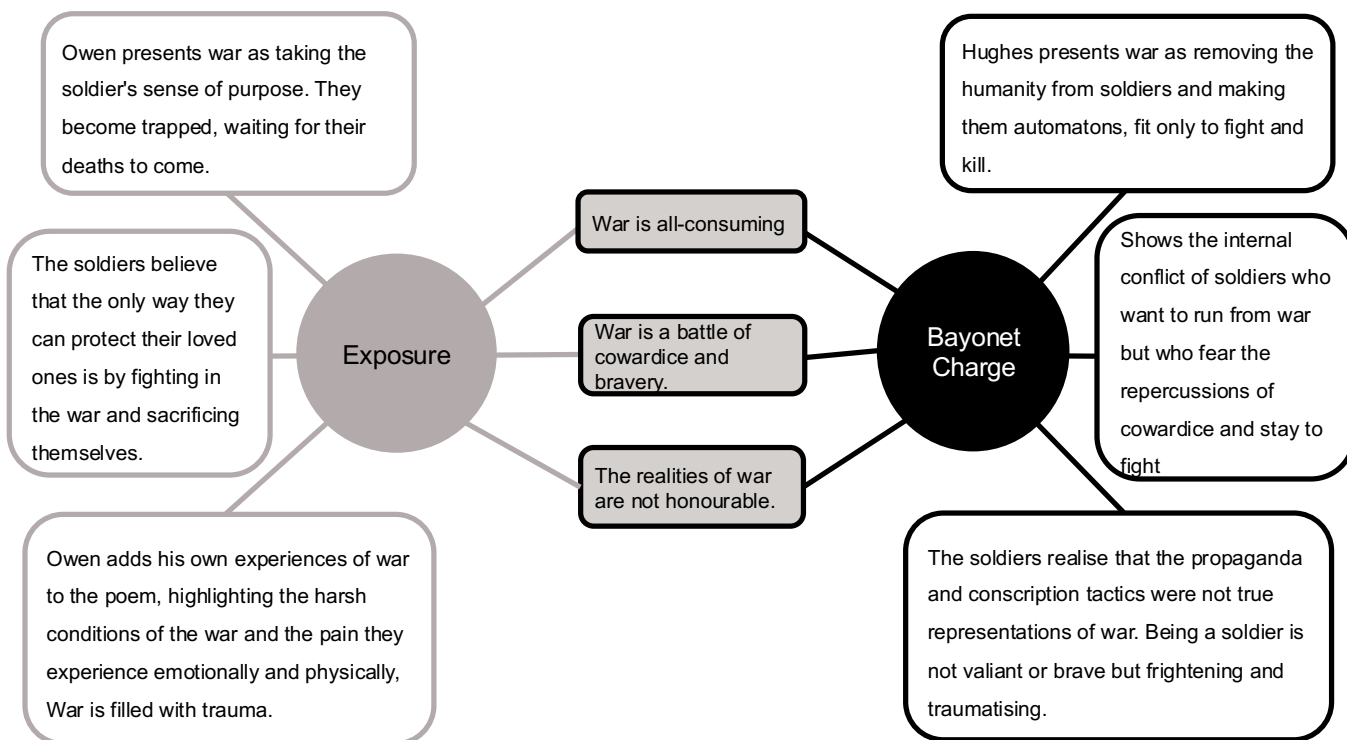 Owen presents war as taking the
soldier's sense of purpose. They
become trapped, waiting for their
deaths to come.
The soldiers believe
that the only way they
can protect their loved
ones is by fighting in
the war and sacrificing
themselves.
Owen adds his own experiences of war
to the poem, highlighting the harsh
conditions of the war and the pain they
experience emotionally and physically,
War is filled with trauma.
Exposure
War is all-consuming
War is a battle of
cowardice and
bravery.
The realities of war
are not honourable.
Bayonet
Charge
Hughes presents war as removing the
humanity from soldiers and making
them automatons, fit only to fight and
kill.
Shows the internal
conflict of soldiers who
want to run from war
but who fear the
repercussions of
cowardice and stay to
fight
The soldiers realise that the propaganda
and conscription tactics were not true
representations of war. Being a soldier is
not valiant or brave but frightening and
traumatising.